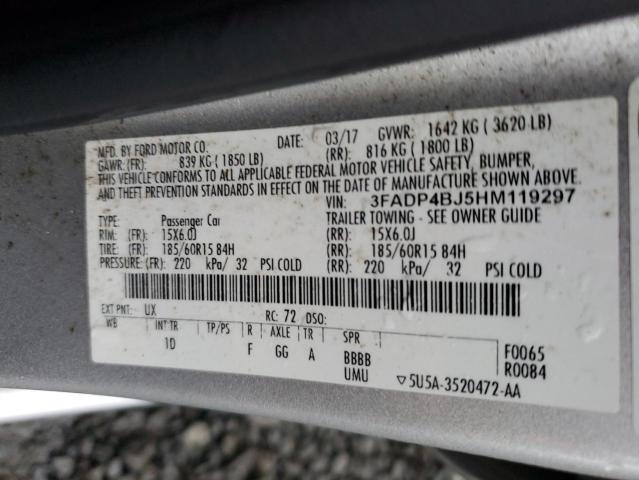 MFD. BY FORD MOTOR CO. DATE: 03/17 GVWR: 1642 KG ( 3620 LB)
GAWR: (FR): 839 KG ( 1850 LB) (RR): 816 KG ( 1800 LB)
THIS VEHICLE CONFORMS TO ALL APPLICABLE FEDERAL MOTOR VEHICLE SAFETY, BUMPER,
AND THEFT PREVENTION STANDARDS IN EFFECT ON THE DATE OF MANUFACTURE SHOWN ABOVE.
VIN: 3FADP4BJ5HM119297
TYPE: Passenger Car TRAILER TOWING - SEE OWNER GUIDE
RIM: (FR): 15X6.0J (RR): 15X6.0J
TIRE: (FR): 185/60R15 84H (RR): 185/60R15 84H
PRESSURE: (FR): 220 kPa/ 32 PSI COLD (RR): 220 kPa/ 32 PSI COLD
EXT PNT: UX RC: 72 DSO:
WB INT TR TP/PS R AXLE TR SPR
1D F GG A BBBB F0065
UMU R0084
▽5U5A-3520472-AA